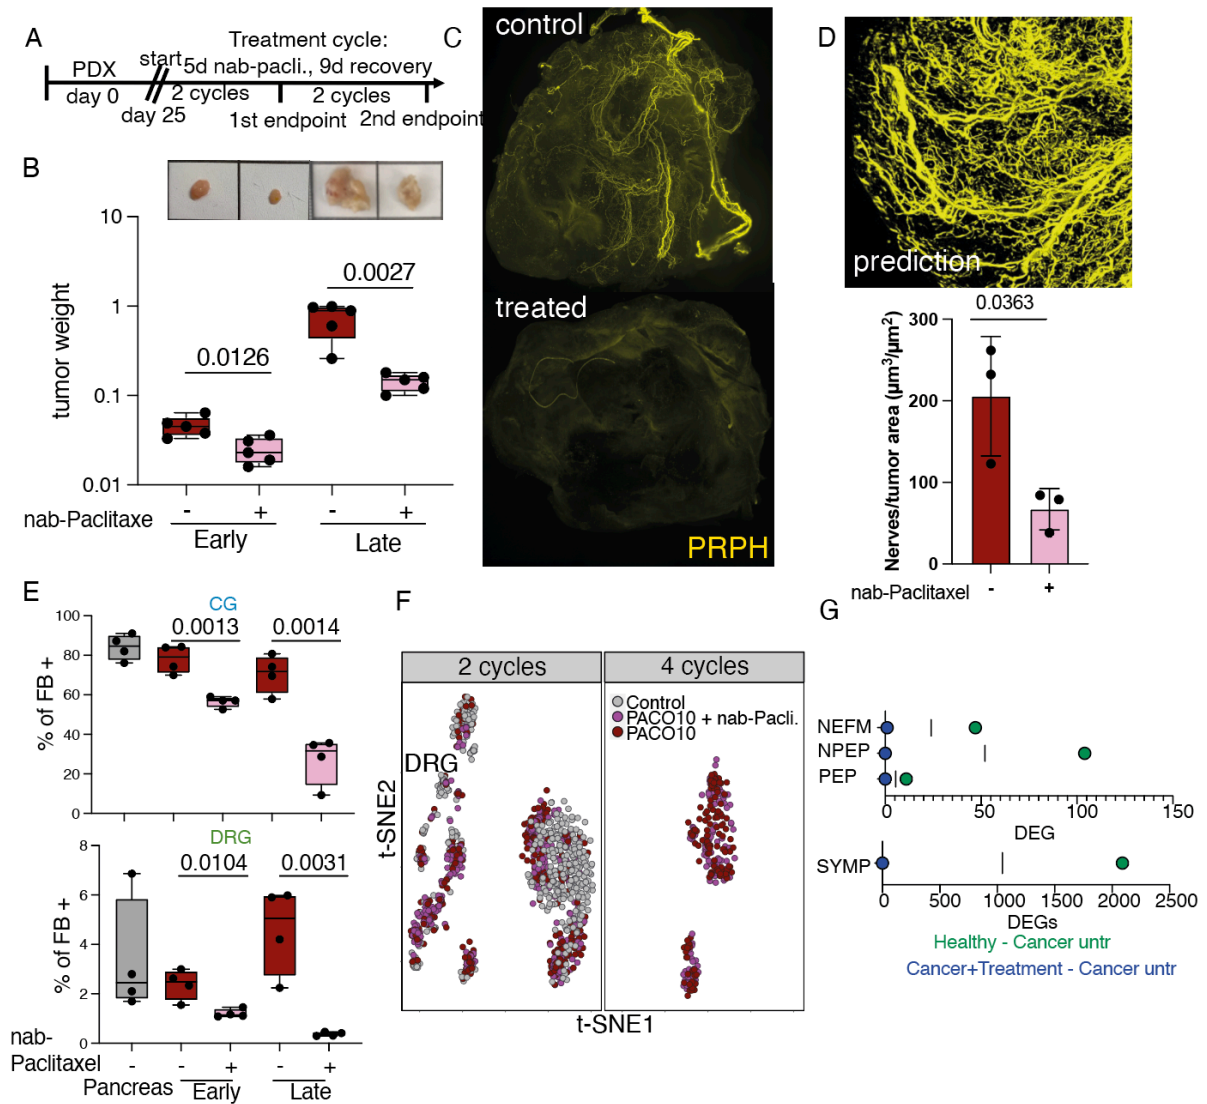 A
Treatment cycle:
start
5d nab-pacli., 9d recovery
PDX
day 0
2 cycles
2 cycles
day 25
1st endpoint
2nd endpoint
B
10
1
0.1
0.01
tumor weight
0.0126
0.0027
nab-Paclitaxe
-
+
-
+
Early
Late
C
control
treated
PRPH
D
prediction
0.0363
300
200
100
0
Nerves/tumor area (µm³/µm²)
nab-Paclitaxel
-
+
E
CG
0.0013
0.0014
100
80
60
40
20
0
% of FB +
DRG
0.0104
0.0031
8
6
4
2
0
% of FB +
nab-
Paclitaxel
-
-
+
-
+
Pancreas
Early
Late
F
2 cycles
4 cycles
Control
PACO10 + nab-Pacli.
PACO10
DRG
t-SNE2
t-SNE1
G
NEFM
NPEP
PEP
0
50
100
150
DEG
SYMP
0
500
1000
1500
2000
2500
DEGs
Healthy - Cancer untr
Cancer+Treatment - Cancer untr